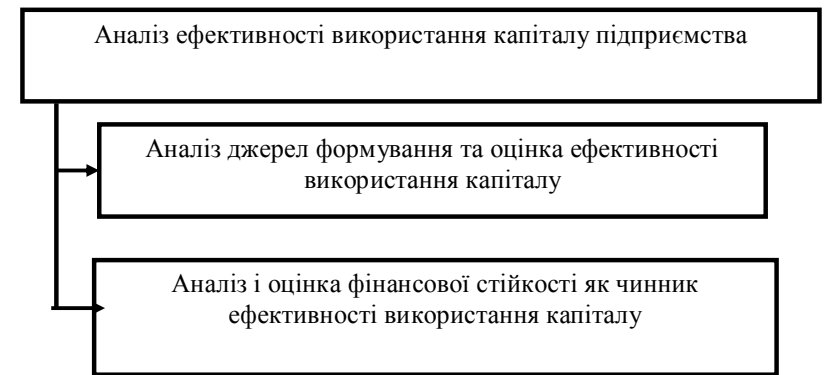 Аналіз ефективності використання капіталу підприємства
Аналіз джерел формування та оцінка ефективності
використання капіталу
Аналіз і оцінка фінансової стійкості як чинник
ефективності використання капіталу